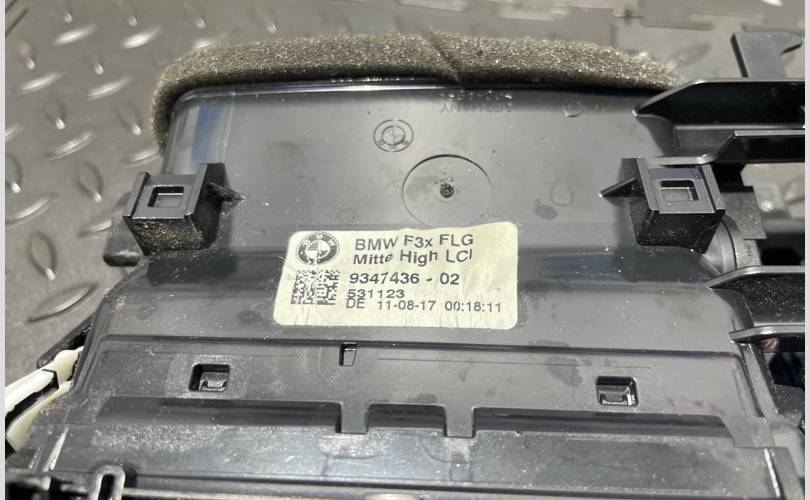 BMW F3x FLG
Mitte High LCI
9347436 - 02
531123
DE 11-08-17 00:18:11